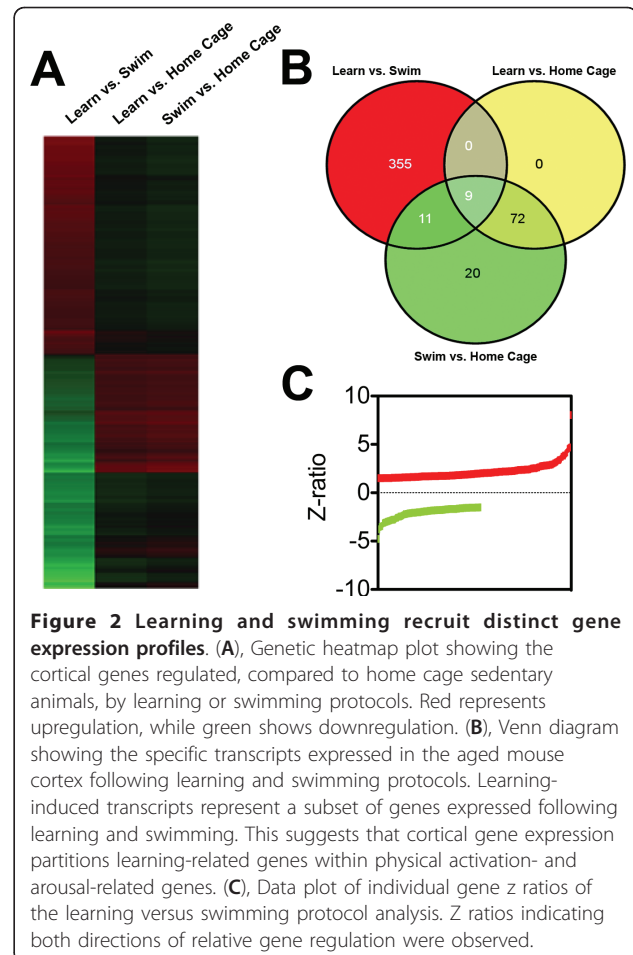 A
Learn vs. Swim
Learn vs. Home Cage
Swim vs. Home Cage
B
Learn vs. Swim
Learn vs. Home Cage
0
355
0
9
11
72
20
Swim vs. Home Cage
C
10
5
0
-5
-10
Z-ratio
Figure 2 Learning and swimming recruit distinct gene
expression profiles. (A), Genetic heatmap plot showing the
cortical genes regulated, compared to home cage sedentary
animals, by learning or swimming protocols. Red represents
upregulation, while green shows downregulation. (B), Venn diagram
showing the specific transcripts expressed in the aged mouse
cortex following learning and swimming protocols. Learning-
induced transcripts represent a subset of genes expressed following
learning and swimming. This suggests that cortical gene expression
partitions learning-related genes within physical activation- and
arousal-related genes. (C), Data plot of individual gene z ratios of
the learning versus swimming protocol analysis. Z ratios indicating
both directions of relative gene regulation were observed.